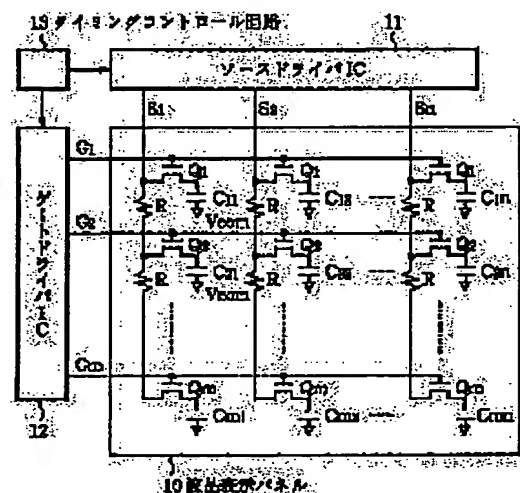 13 タイミングコントロール回路
11
ソースドライバIC
S1 S2 Sn
G1
Q1 Q1 Q1
R C11 R C12 R C1n
Vcom
G2
Q2 Q2 Q2
R C21 R C22 R C2n
Vcom
ゲートドライバIC
Gm
Qm Qm Qm
Cm1 Cm2 Cmn
12
10 液晶表示パネル